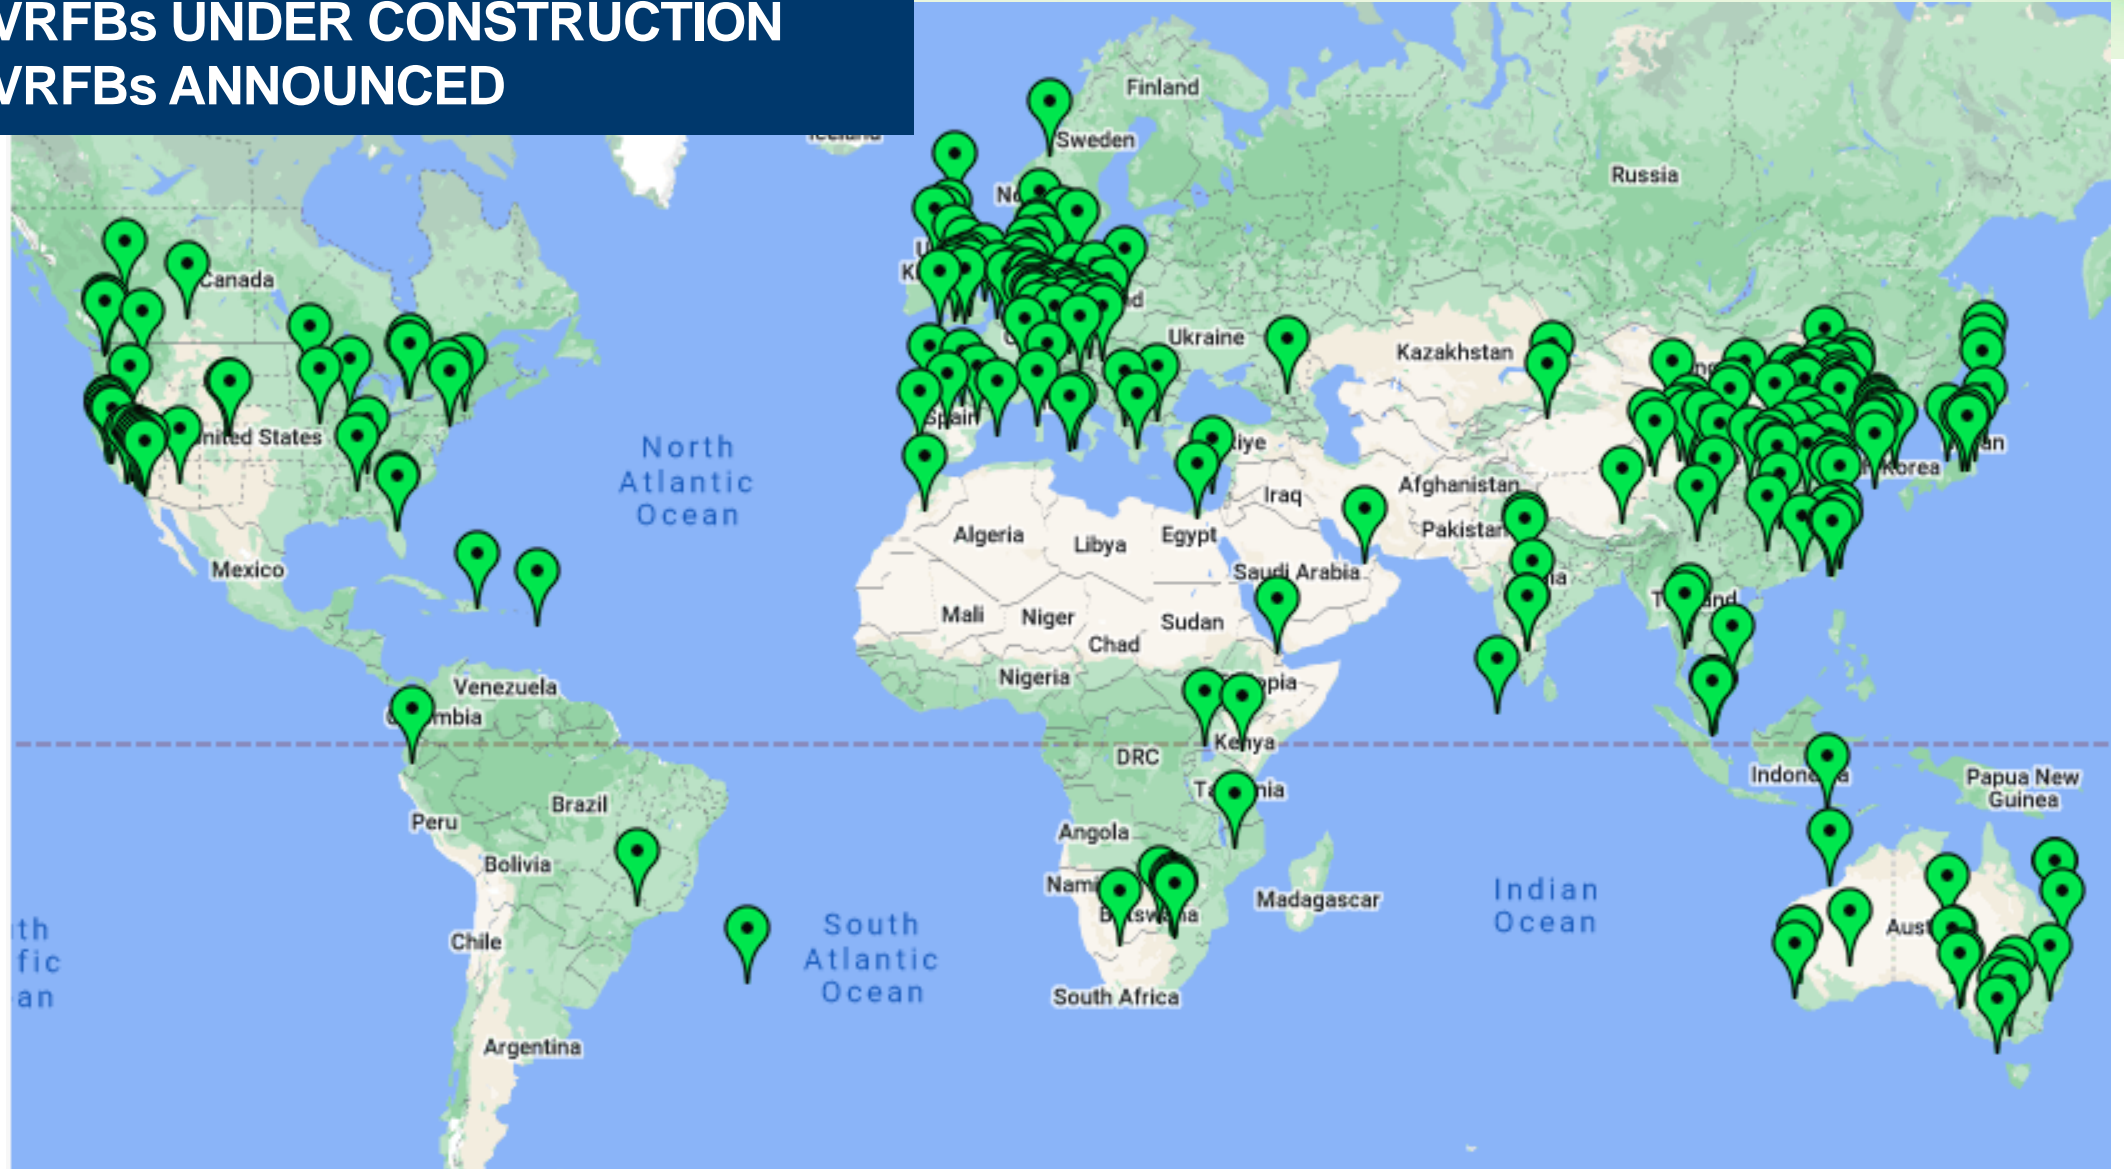 VRFBs UNDER CONSTRUCTION
VRFBs ANNOUNCED
Finland
Sweden
Russia
Canada
Ukraine
Kazakhstan
Spain
United States
North
Atlantic
Ocean
Korea
Iraq
Afghanistan
Algeria
Libya
Egypt
Pakistan
Mexico
Saudi Arabia
Mali
Niger
Sudan
Chad
Nigeria
Venezuela
Kenya
DRC
Indonesia
Papua New
Guinea
Brazil
Peru
Angola
Bolivia
Madagascar
Indian
Ocean
Botswana
South
Atlantic
Ocean
Chile
South Africa
Argentina